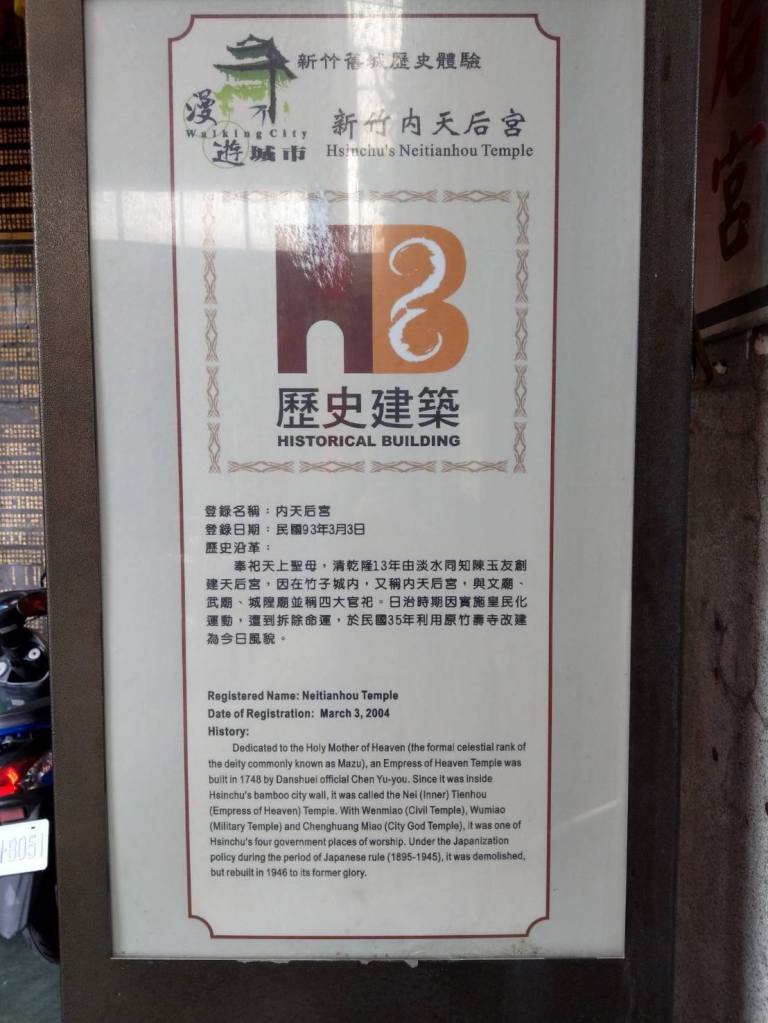 新竹舊城歷史體驗
漫
Walking City
遊城市
新竹內天后宮
Hsinchu's Neitianhou Temple
HB
歷史建築
HISTORICAL BUILDING
登錄名稱：內天后宮
登錄日期：民國93年3月3日
歷史沿革：
奉祀天上聖母，清乾隆13年由淡水同知陳玉友創
建天后宮，因在竹子城內，又稱內天后宮，與文廟、
武廟、城隍廟並稱四大官祀。日治時期因實施皇民化
運動，遭到拆除命運，於民國35年利用原竹壽寺改建
為今日風貌。
Registered Name: Neitianhou Temple
Date of Registration: March 3, 2004
History:
Dedicated to the Holy Mother of Heaven (the formal celestial rank of
the deity commonly known as Mazu), an Empress of Heaven Temple was
built in 1748 by Danshuei official Chen Yu-you. Since it was inside
Hsinchu's bamboo city wall, it was called the Nei (Inner) Tienhou
(Empress of Heaven) Temple. With Wenmiao (Civil Temple), Wumiao
(Military Temple) and Chenghuang Miao (City God Temple), it was one of
Hsinchu's four government places of worship. Under the Japanization
policy during the period of Japanese rule (1895-1945), it was demolished,
but rebuilt in 1946 to its former glory.
后宮
8051